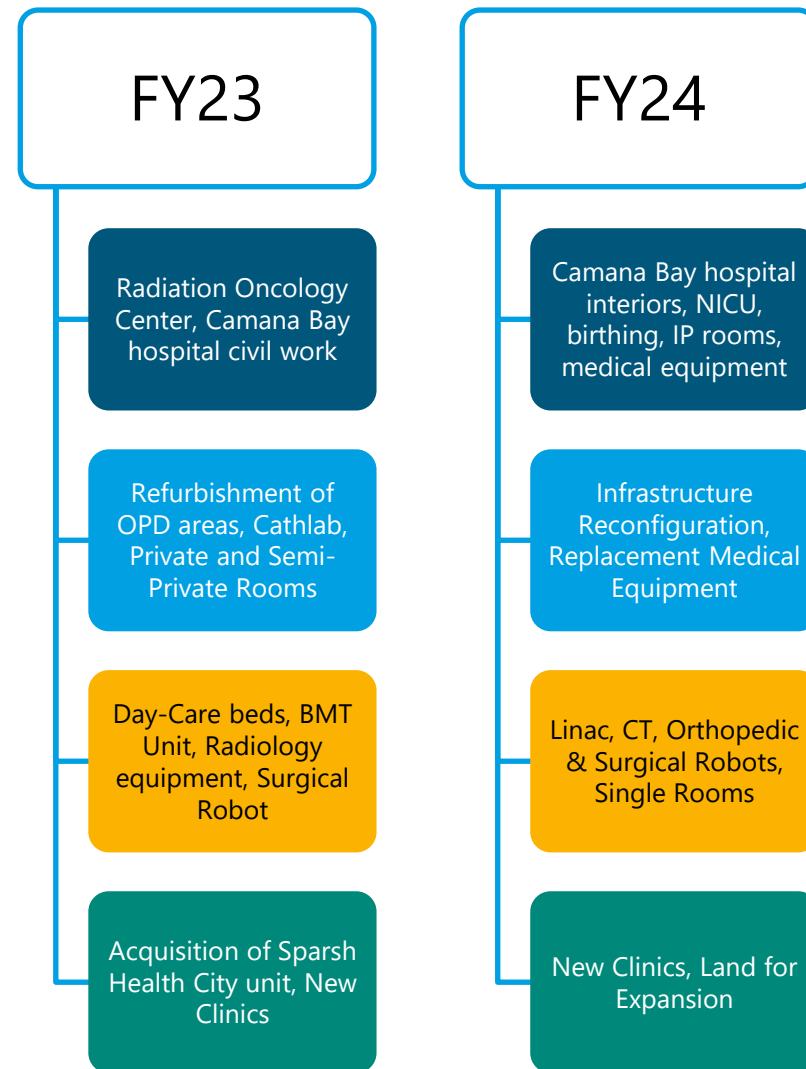 FY23
Radiation Oncology
Center, Camana Bay
hospital civil work
Refurbishment of
OPD areas, Cathlab,
Private and Semi-
Private Rooms
Day-Care beds, BMT
Unit, Radiology
equipment, Surgical
Robot
Acquisition of Sparsh
Health City unit, New
Clinics
FY24
Camana Bay hospital
interiors, NICU,
birthing, IP rooms,
medical equipment
Infrastructure
Reconfiguration,
Replacement Medical
Equipment
Linac, CT, Orthopedic
& Surgical Robots,
Single Rooms
New Clinics, Land for
Expansion